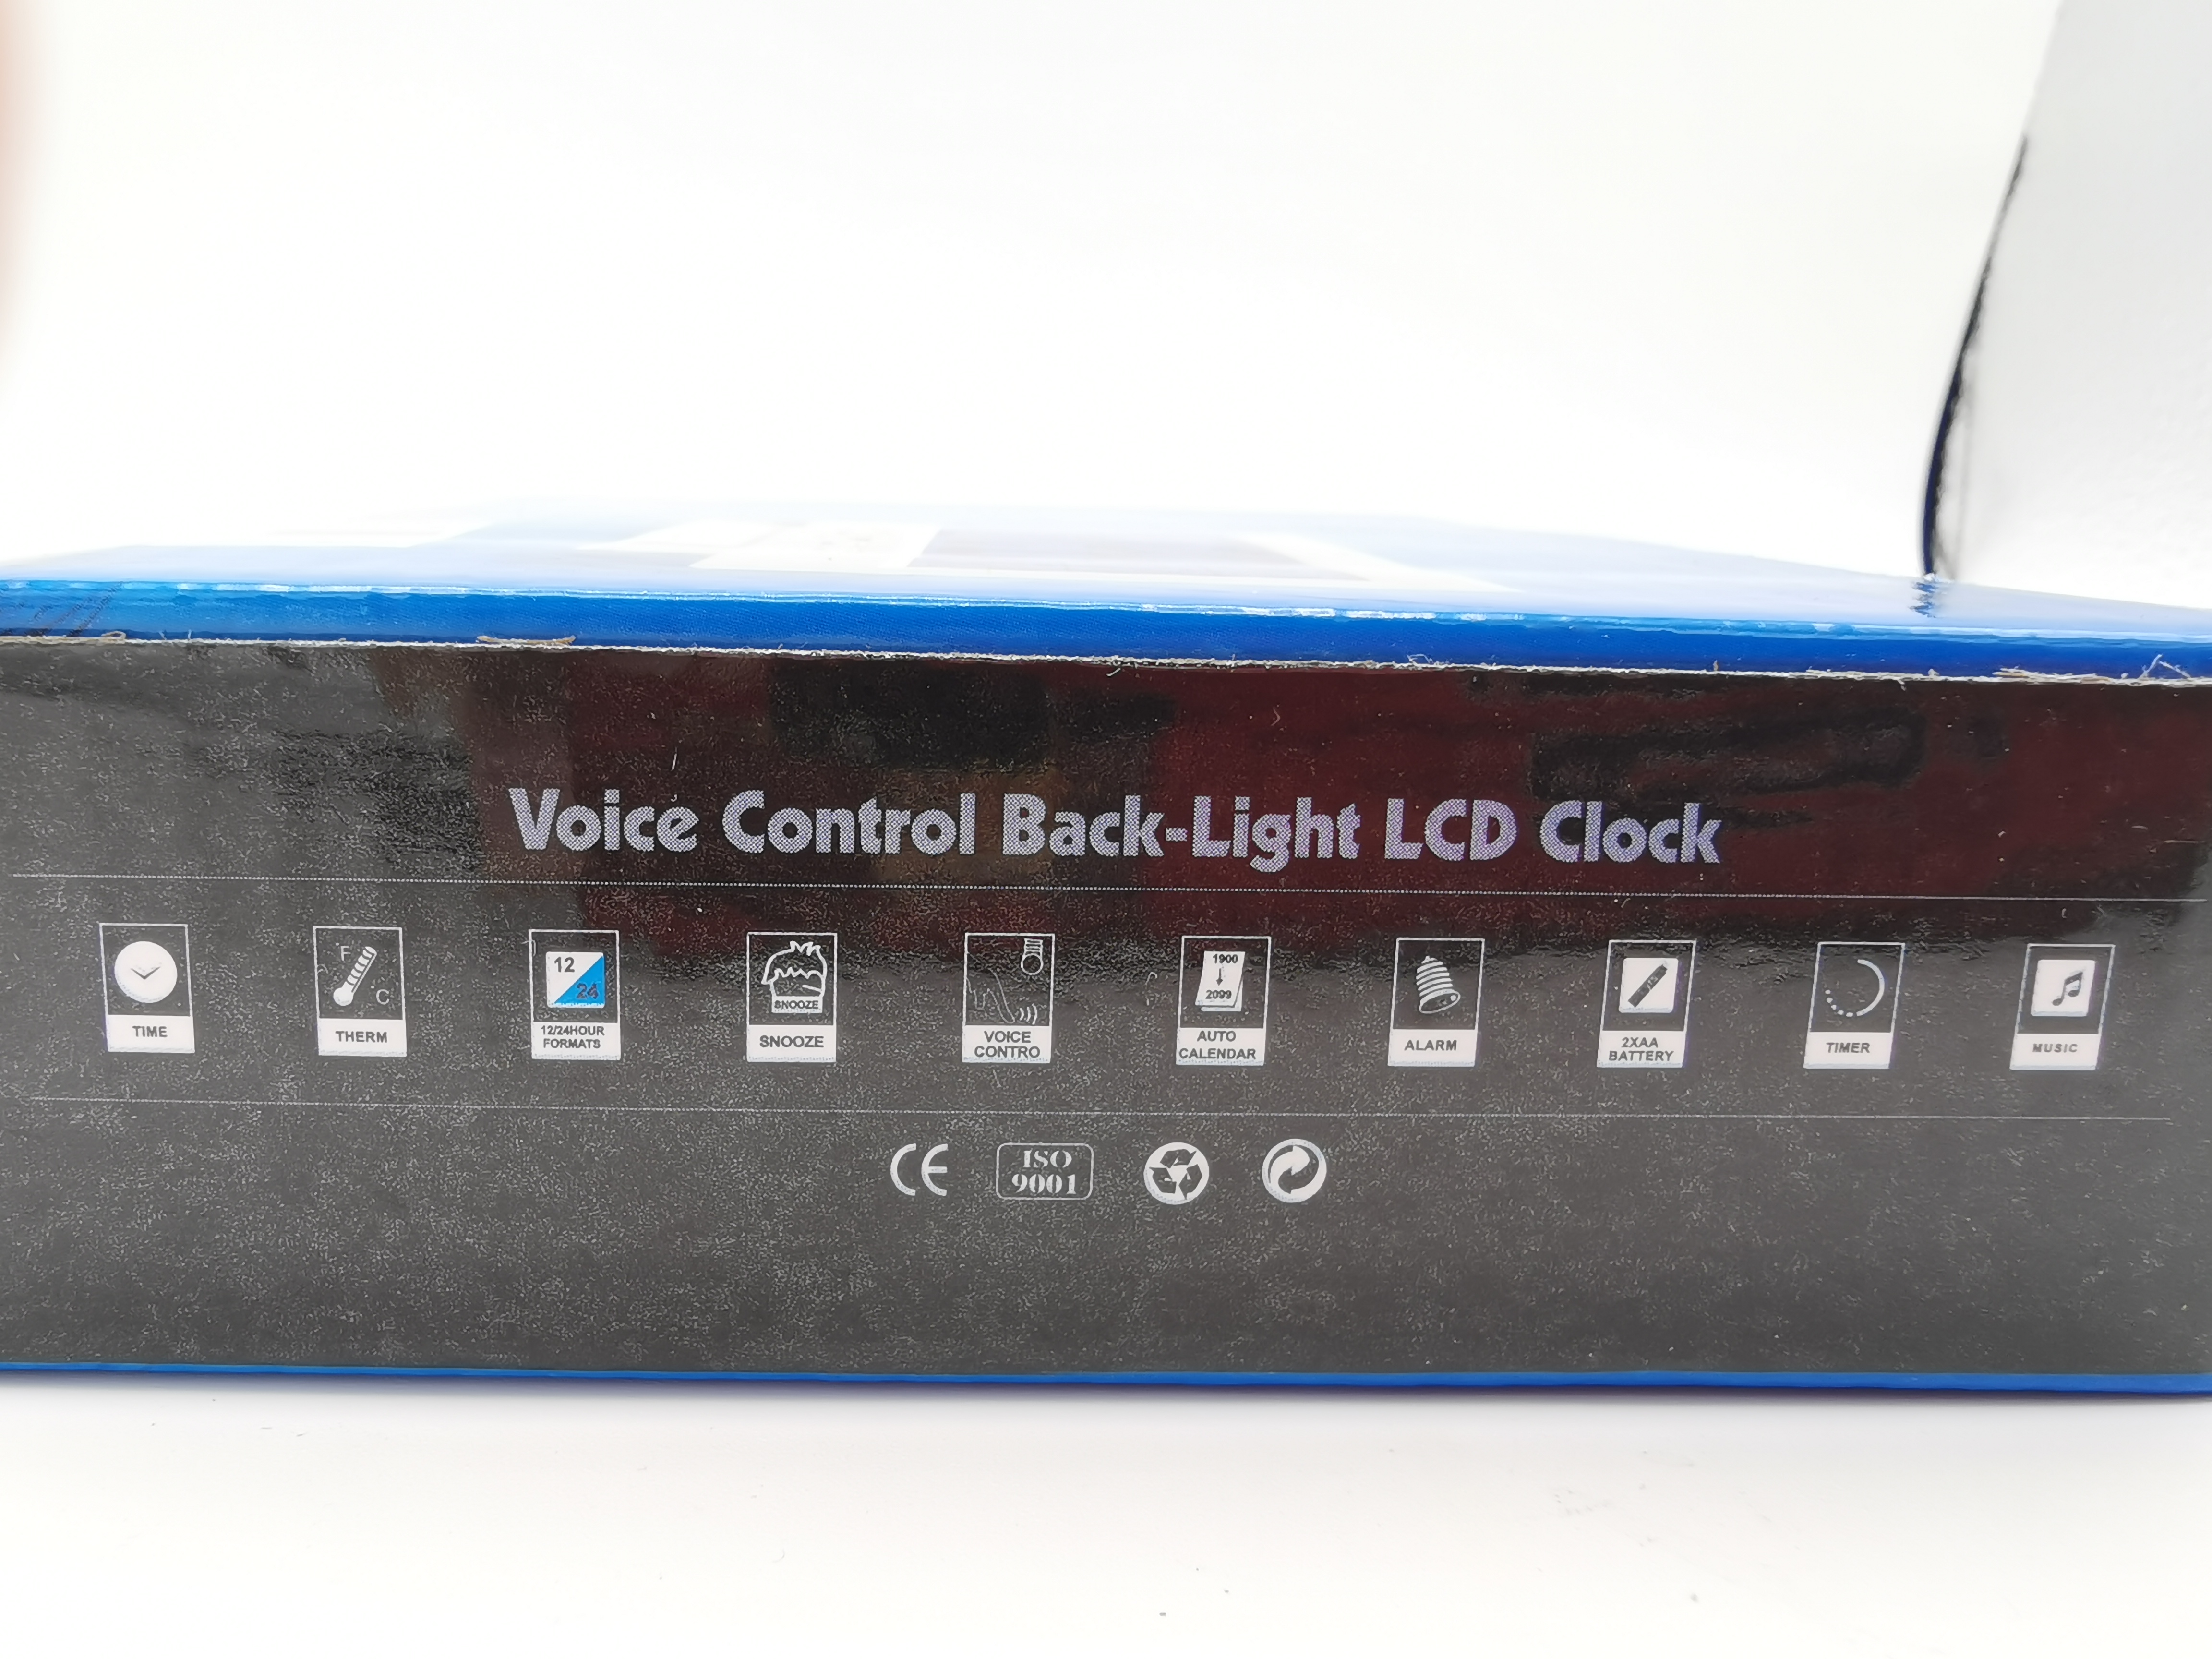 Voice Control Back-Light LCD Clock
TIME
F
C
THERM
12
24
12/24HOUR
FORMATS
SNOOZE
SNOOZE
VOICE
CONTRO
1900
2099
AUTO
CALENDAR
ALARM
2XAA
BATTERY
TIMER
MUSIC
CE
ISO
9001